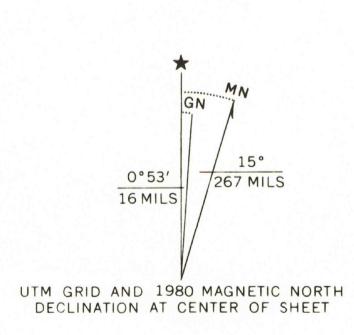 ★
MN
GN
0°53'
16 MILS
15°
267 MILS
UTM GRID AND 1980 MAGNETIC NORTH
DECLINATION AT CENTER OF SHEET